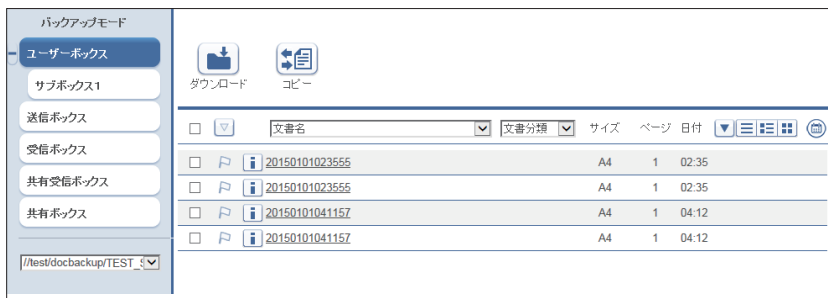 バックアップモード
ユーザーボックス
サブボックス1
送信ボックス
受信ボックス
共有受信ボックス
共有ボックス
//test/docbackup/TEST_
ダウンロード コピー
文書名 文書分類 サイズ ページ 日付
20150101023555 A4 1 02:35
20150101023555 A4 1 02:35
20150101041157 A4 1 04:12
20150101041157 A4 1 04:12